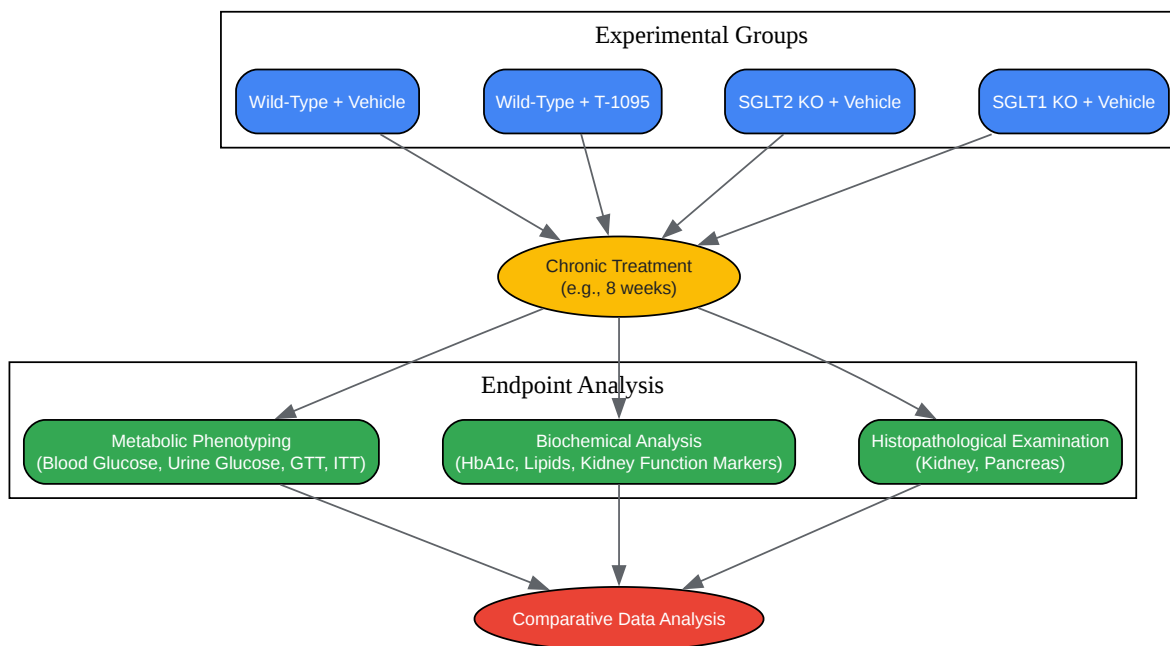 Experimental Groups
Wild-Type + Vehicle
Wild-Type + T-1095
SGLT2 KO + Vehicle
SGLT1 KO + Vehicle
Chronic Treatment
(e.g., 8 weeks)
Endpoint Analysis
Metabolic Phenotyping
(Blood Glucose, Urine Glucose, GTT, ITT)
Biochemical Analysis
(HbA1c, Lipids, Kidney Function Markers)
Histopathological Examination
(Kidney, Pancreas)
Comparative Data Analysis